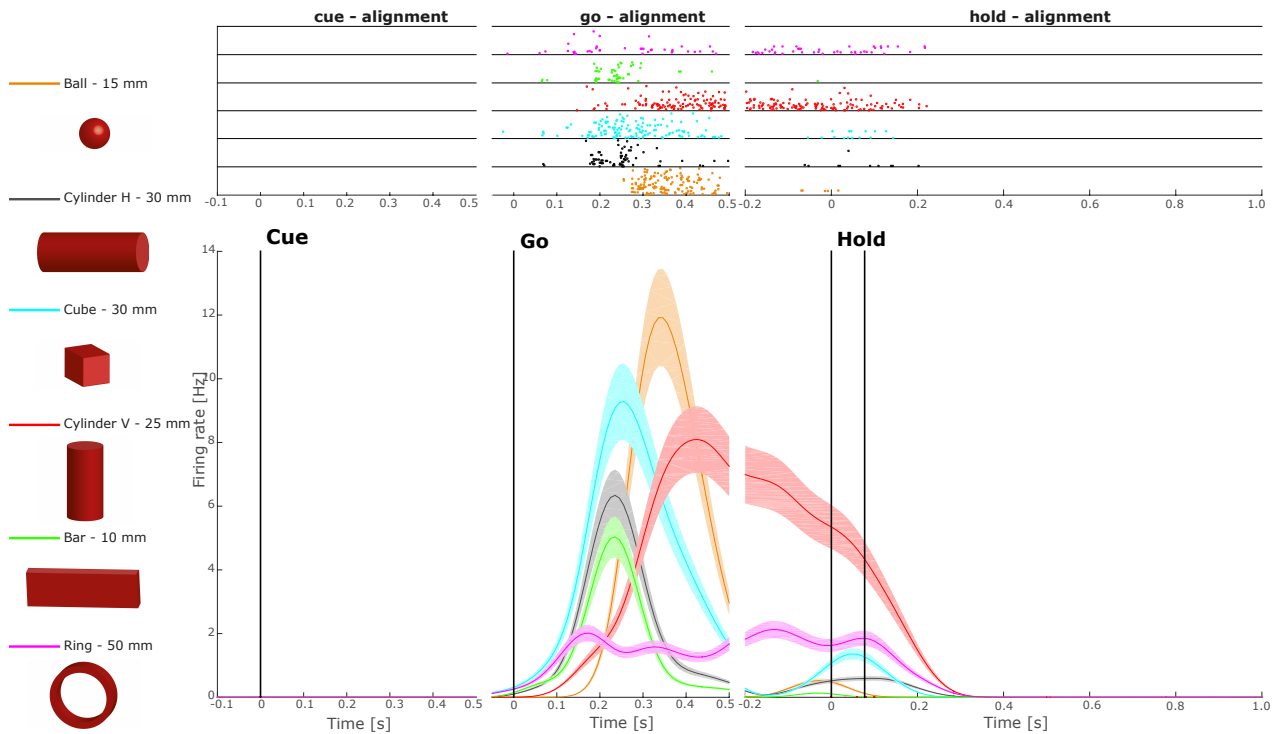 cue - alignment
go - alignment
hold - alignment
Ball - 15 mm
Cylinder H - 30 mm
Cube - 30 mm
Cylinder V - 25 mm
Bar - 10 mm
Ring - 50 mm
-0.1 0 0.1 0.2 0.3 0.4 0.5
0 0.1 0.2 0.3 0.4 0.5
-0.2 0 0.2 0.4 0.6 0.8 1.0
Cue
Go
Hold
14
12
10
8
6
4
2
0
Firing rate [Hz]
-0.1 0 0.1 0.2 0.3 0.4 0.5
0 0.1 0.2 0.3 0.4 0.5
-0.2 0 0.2 0.4 0.6 0.8 1.0
Time [s]
Time [s]
Time [s]